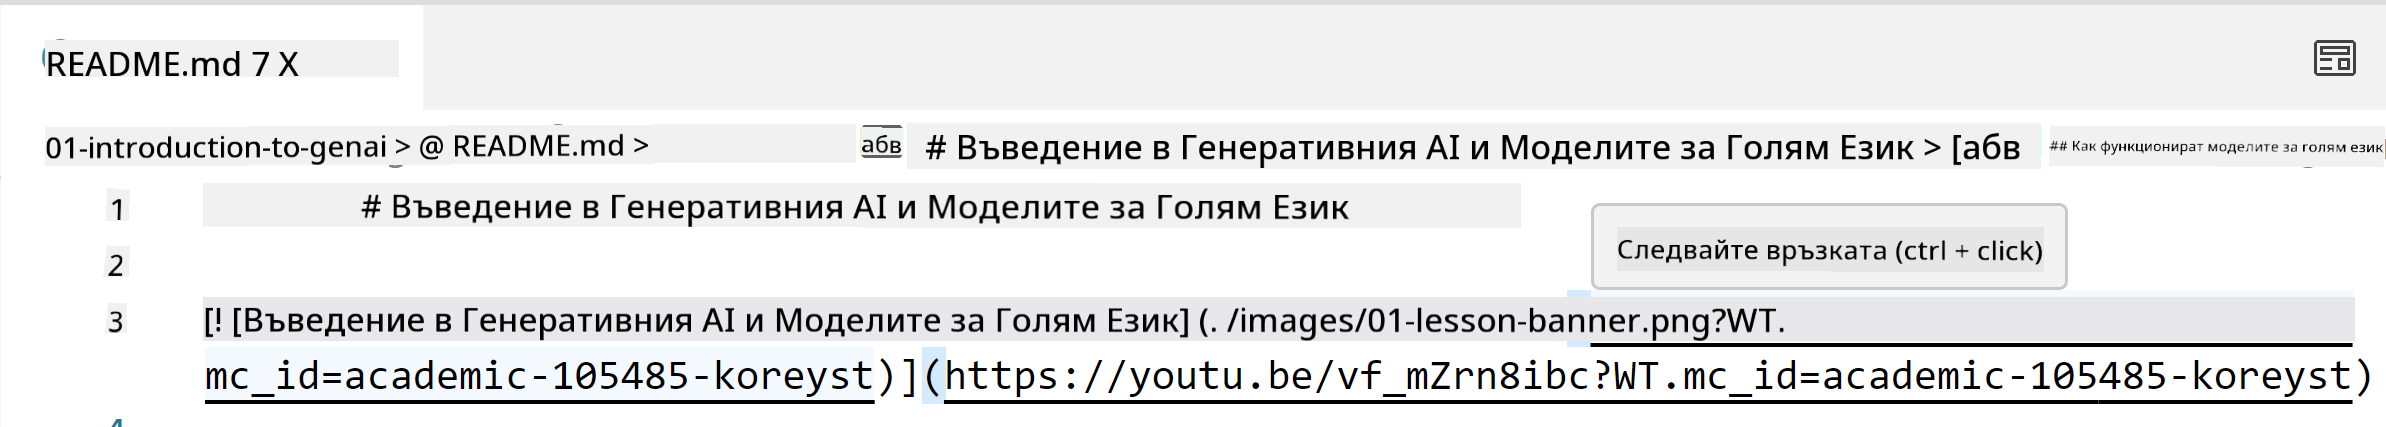 README.md 7 X
01-introduction-to-genai > @ README.md > абв # Въведение в Генеративния AI и Моделите за Голям Език > [абв ## Как функционират моделите за голям език
1 # Въведение в Генеративния AI и Моделите за Голям Език
Следвайте връзката (ctrl + click)
2
3 [! [Въведение в Генеративния AI и Моделите за Голям Език] (. /images/01-lesson-banner.png?WT.
mc_id=academic-105485-koreyst)](https://youtu.be/vf_mZrn8ibc?WT.mc_id=academic-105485-koreyst)